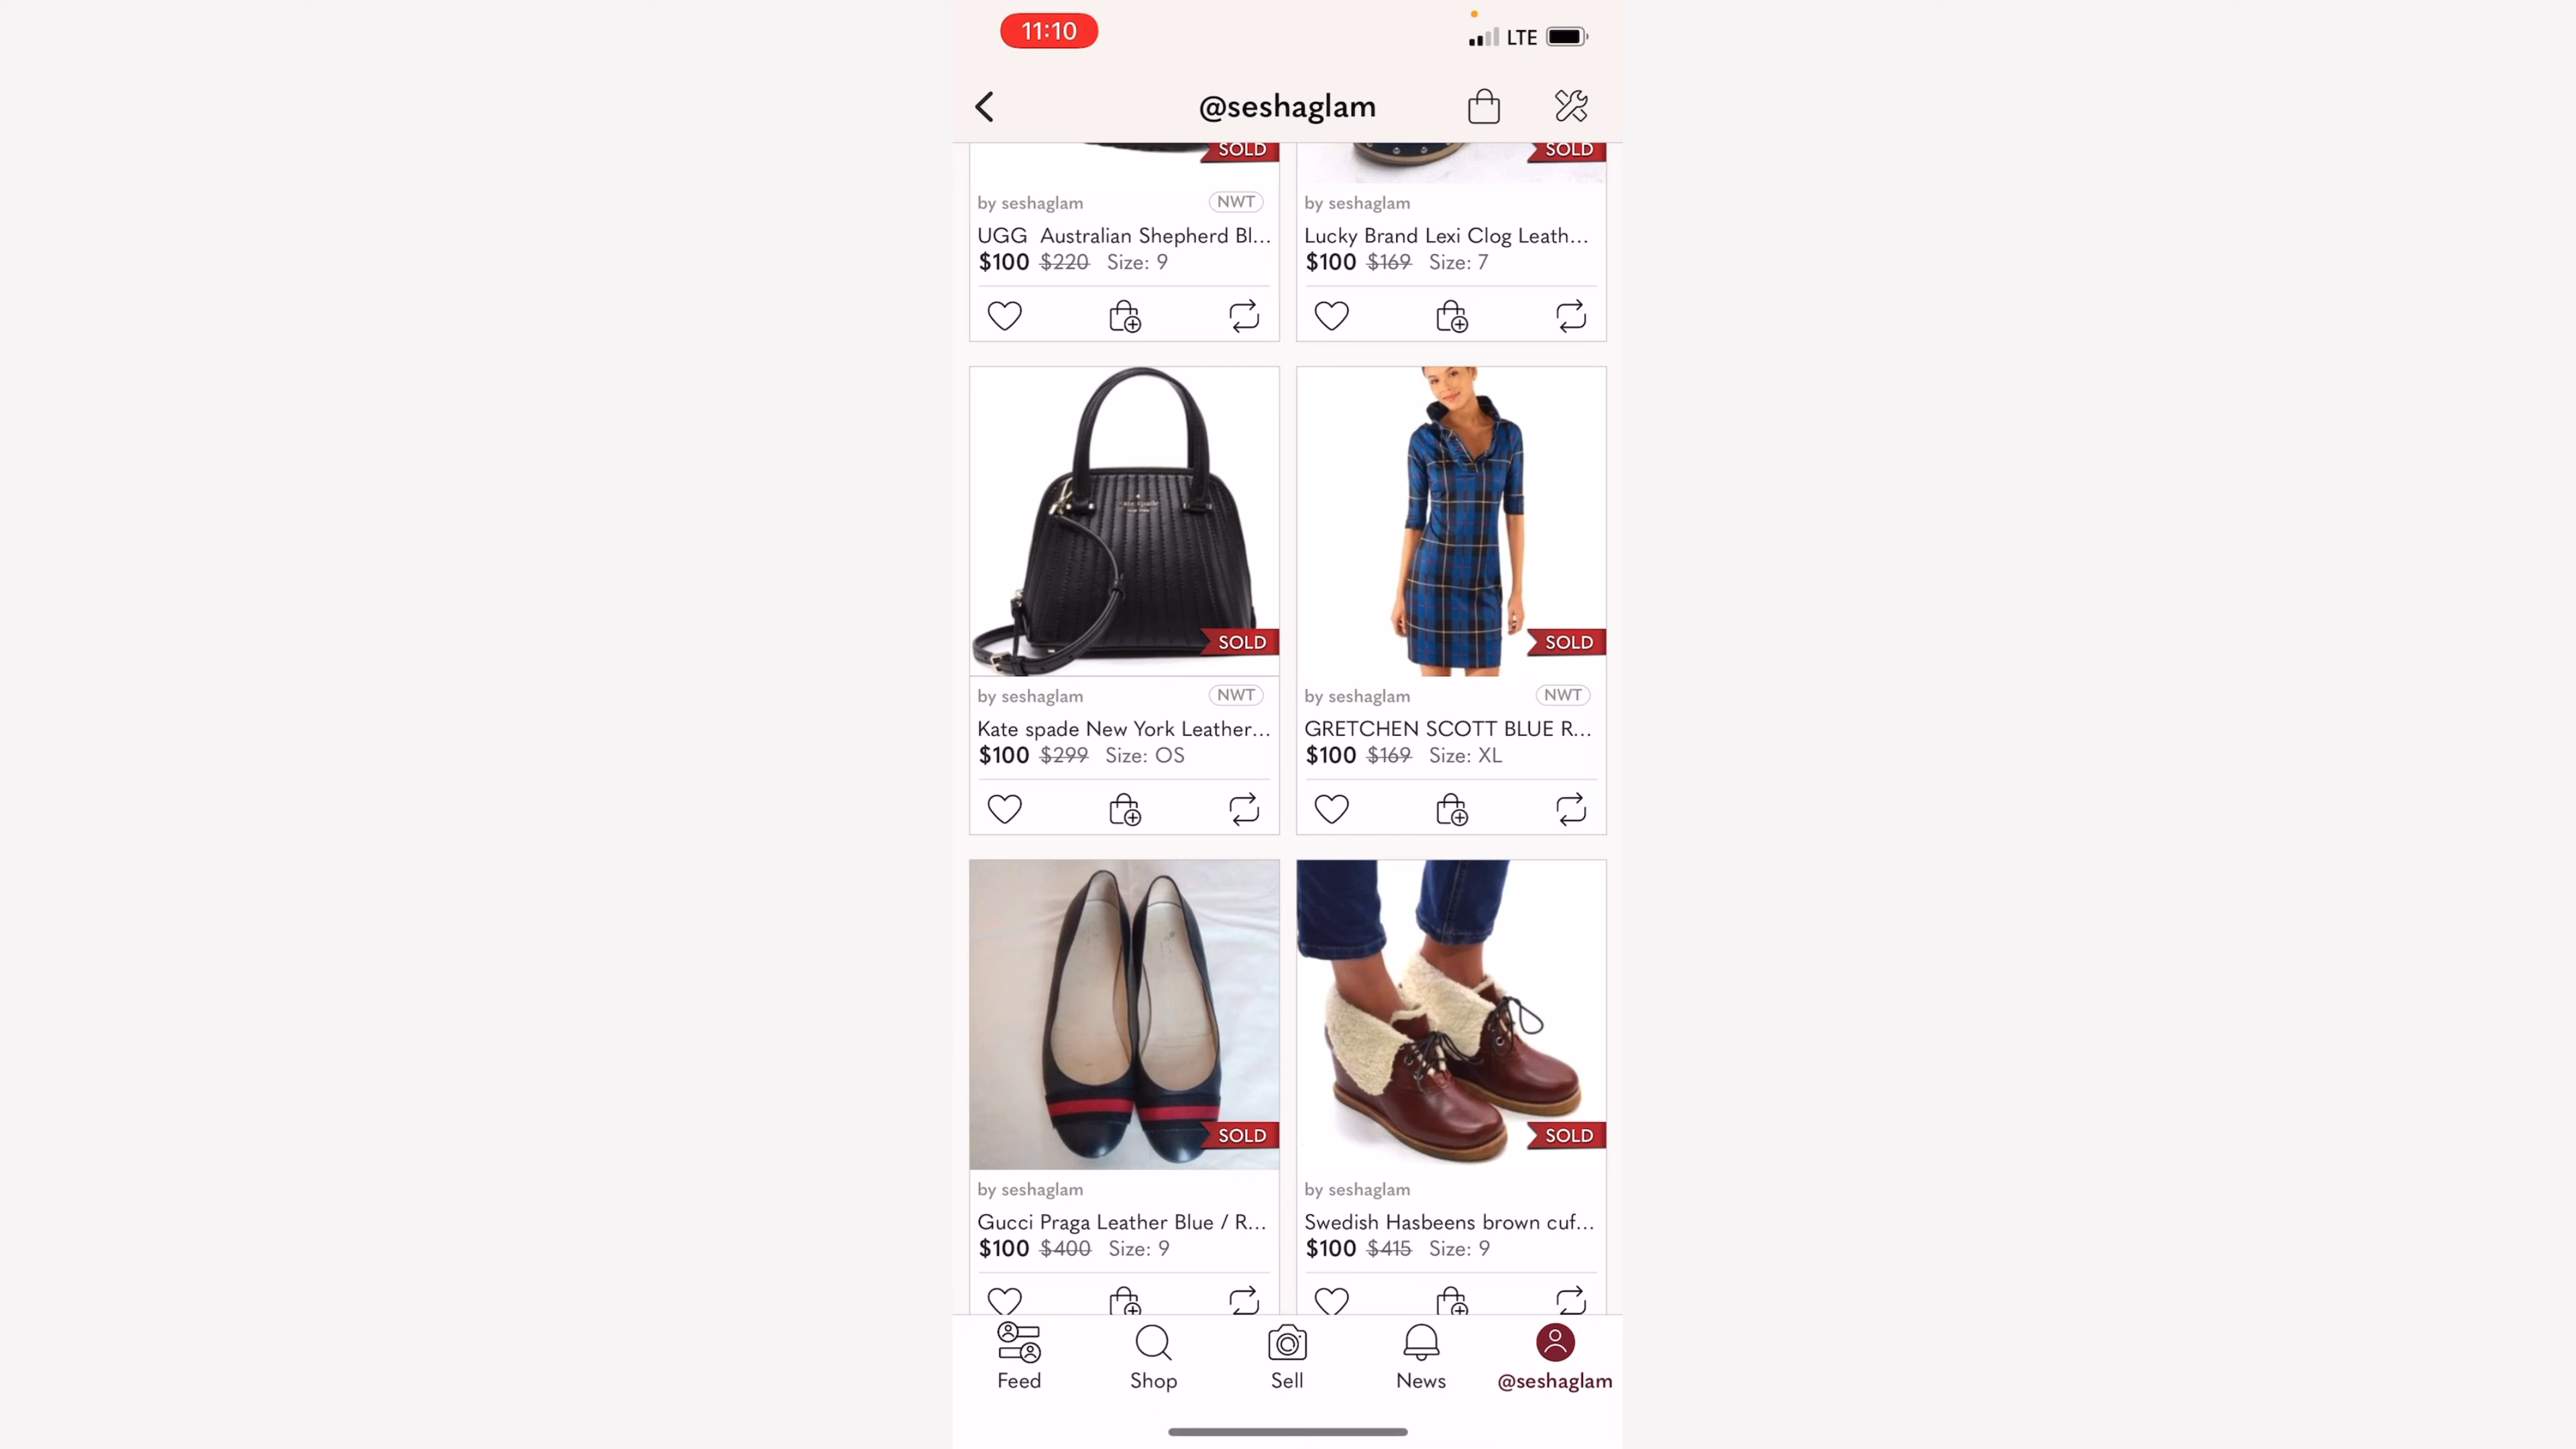 11:10
LTE
@seshaglam
SOLD
SOLD
by seshaglam NWT
by seshaglam
UGG Australian Shepherd Bl...
Lucky Brand Lexi Clog Leath...
$100 $220 Size: 9
$100 $169 Size: 7
kate spade
NEW YORK
SOLD
SOLD
by seshaglam NWT
by seshaglam NWT
Kate spade New York Leather...
GRETCHEN SCOTT BLUE R...
$100 $299 Size: OS
$100 $169 Size: XL
SOLD
SOLD
by seshaglam
by seshaglam
Gucci Praga Leather Blue / R...
Swedish Hasbeens brown cuf...
$100 $400 Size: 9
$100 $415 Size: 9
Feed
Shop
Sell
News
@seshaglam